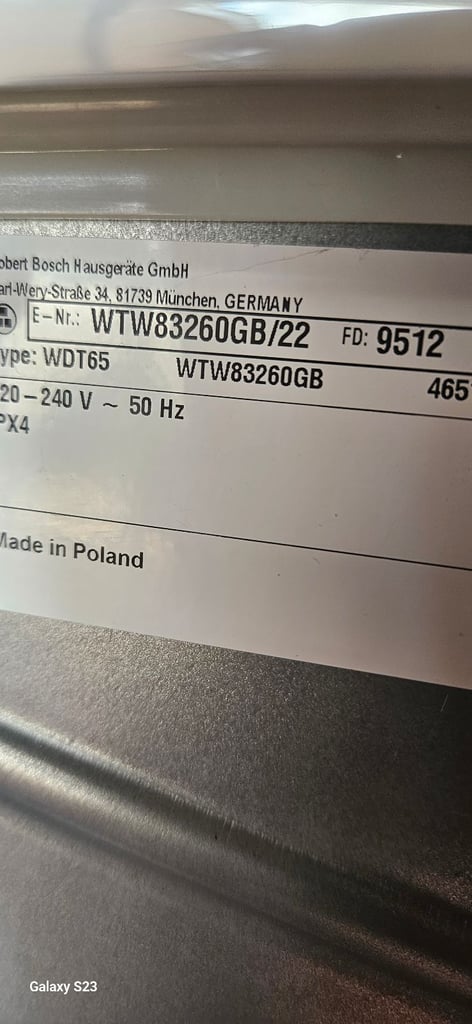 obert Bosch Hausgeräte GmbH
arl-Wery-Straße 34, 81739 München, GERMANY
E-Nr.: WTW83260GB/22 FD: 9512
ype: WDT65 WTW83260GB 465
20-240 V ~ 50 Hz
PX4
Made in Poland
Galaxy S23